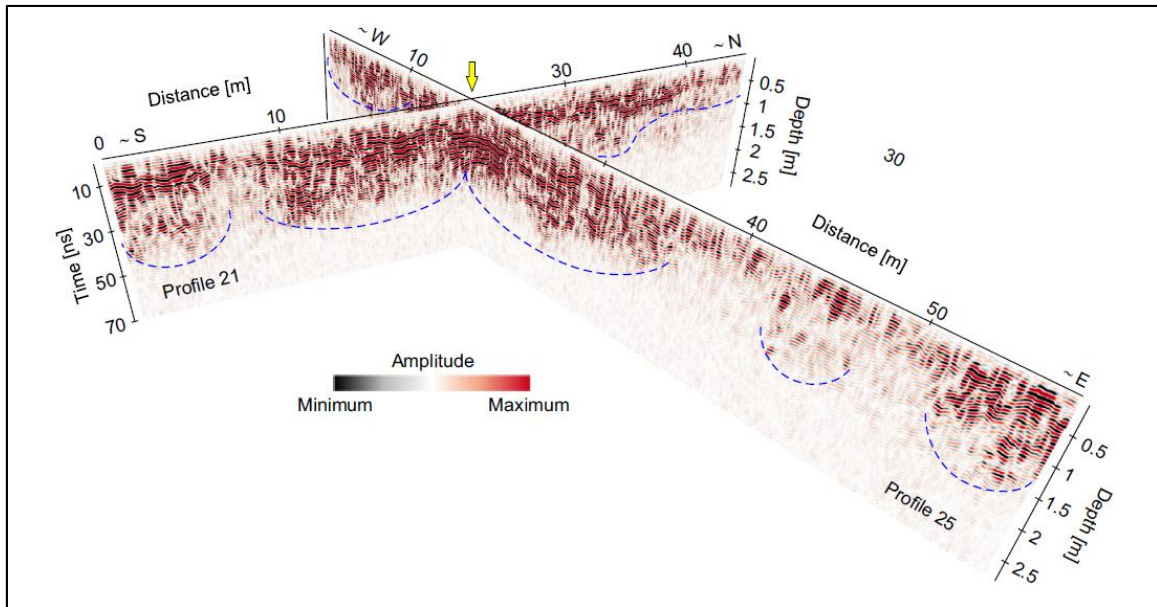 ~ W
10
40
~ N
Distance [m]
30
0.5
0
~ S
10
1
1.5
2
2.5
Depth [m]
30
10
30
50
70
Time [ns]
Profile 21
40
Distance [m]
50
Amplitude
Minimum
Maximum
~ E
0.5
1
1.5
2
2.5
Depth [m]
Profile 25